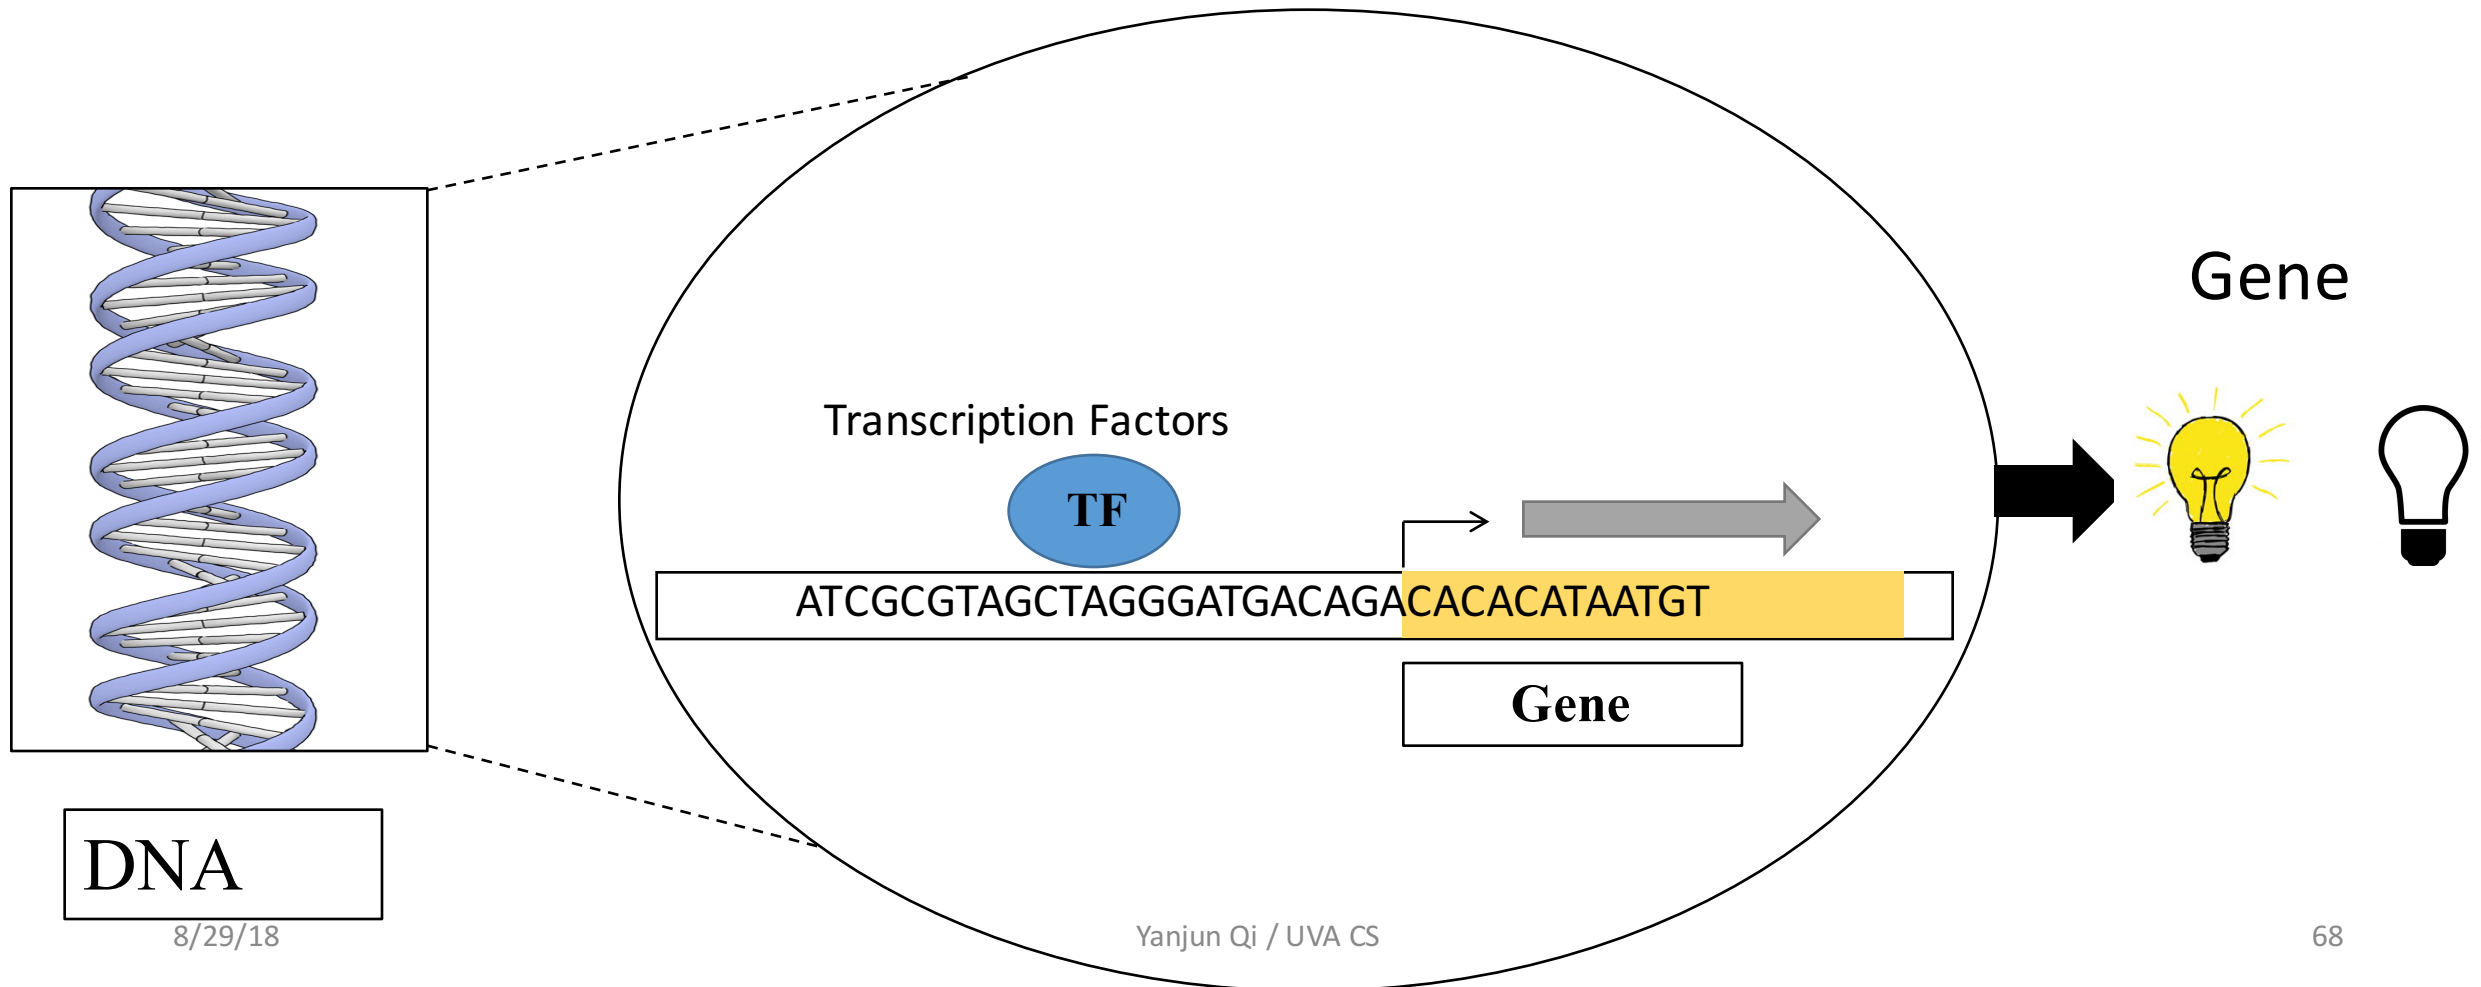 Gene
Transcription Factors
TF
ATCGCGTAGCTAGGGATGACAGACACACATAATGT
Gene
DNA
8/29/18
Yanjun Qi / UVA CS
68